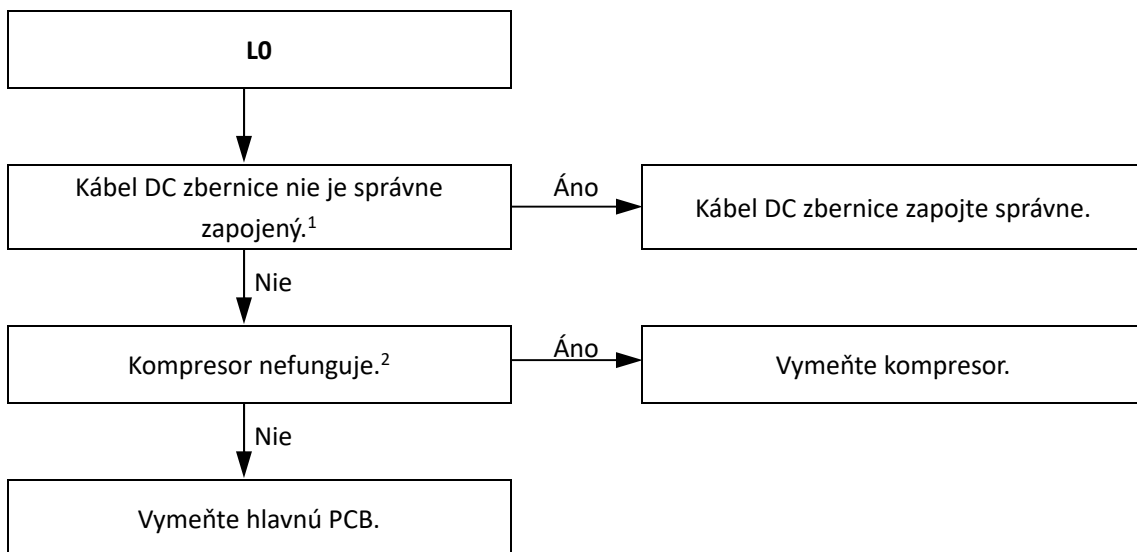 L0
Kábel DC zbernice nie je správne
zapojený.¹
Áno
Kábel DC zbernice zapojte správne.
Nie
Kompresor nefunguje.²
Áno
Vymeňte kompresor.
Nie
Vymeňte hlavnú PCB.